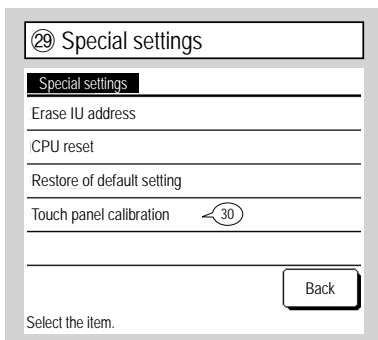 ㉙ Special settings
Special settings
Erase IU address
CPU reset
Restore of default setting
Touch panel calibration 30
Back
Select the item.